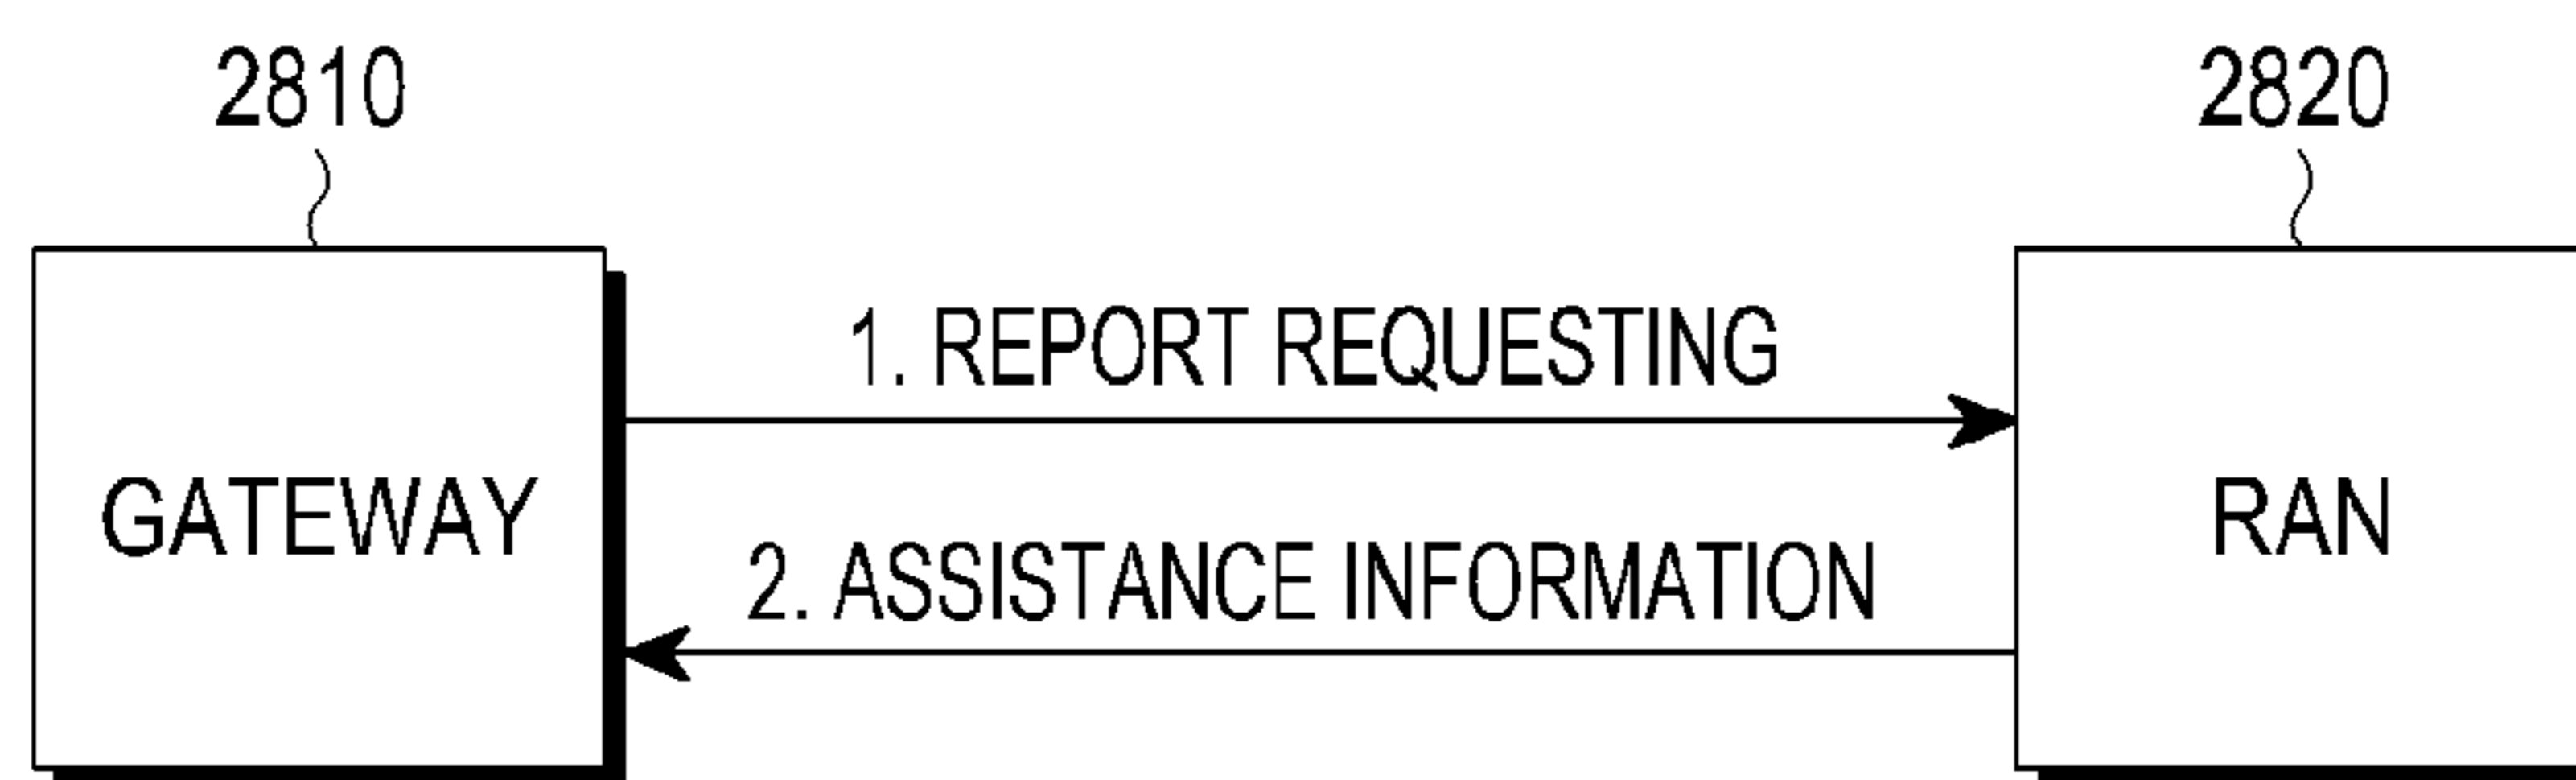 2810
2820
1. REPORT REQUESTING
GATEWAY
RAN
2. ASSISTANCE INFORMATION